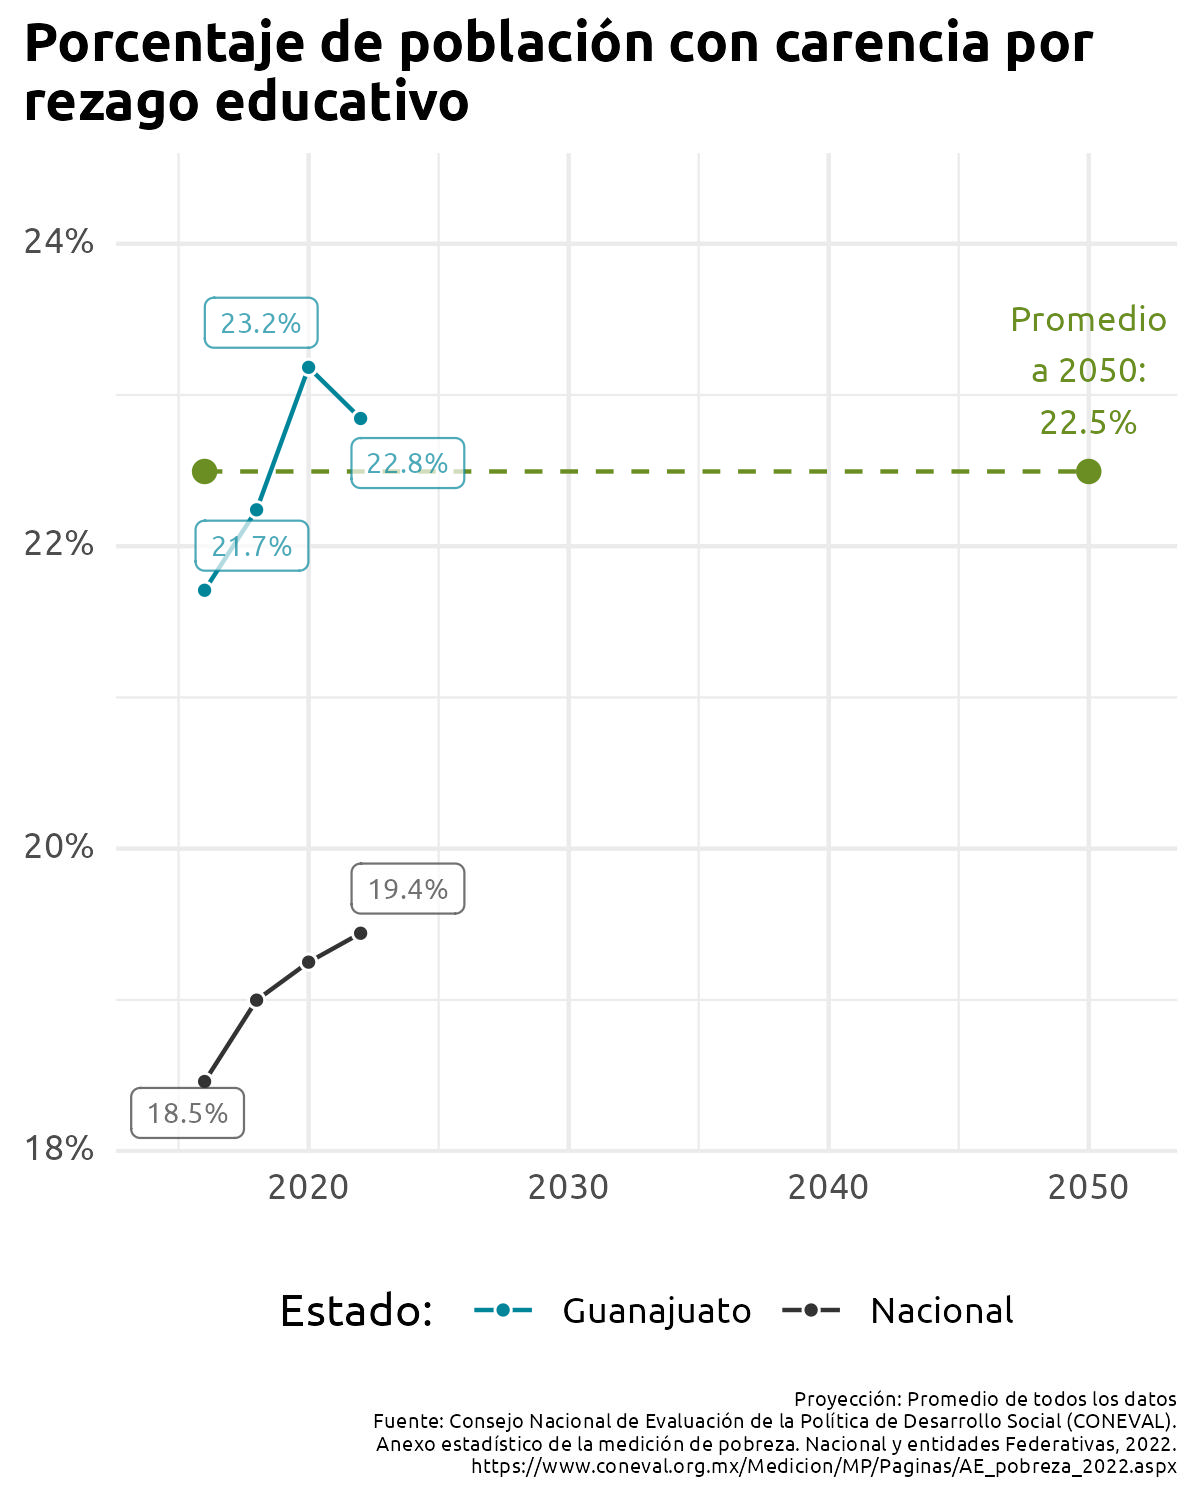 Porcentaje de población con carencia por
rezago educativo
24%
23.2%
Promedio
a 2050:
22.5%
22.8%
22%
21.7%
20%
19.4%
18.5%
18%
2020
2030
2040
2050
Estado:
Guanajuato
Nacional
Proyección: Promedio de todos los datos
Fuente: Consejo Nacional de Evaluación de la Política de Desarrollo Social (CONEVAL).
Anexo estadístico de la medición de pobreza. Nacional y entidades Federativas, 2022.
https://www.coneval.org.mx/Medicion/MP/Paginas/AE_pobreza_2022.aspx